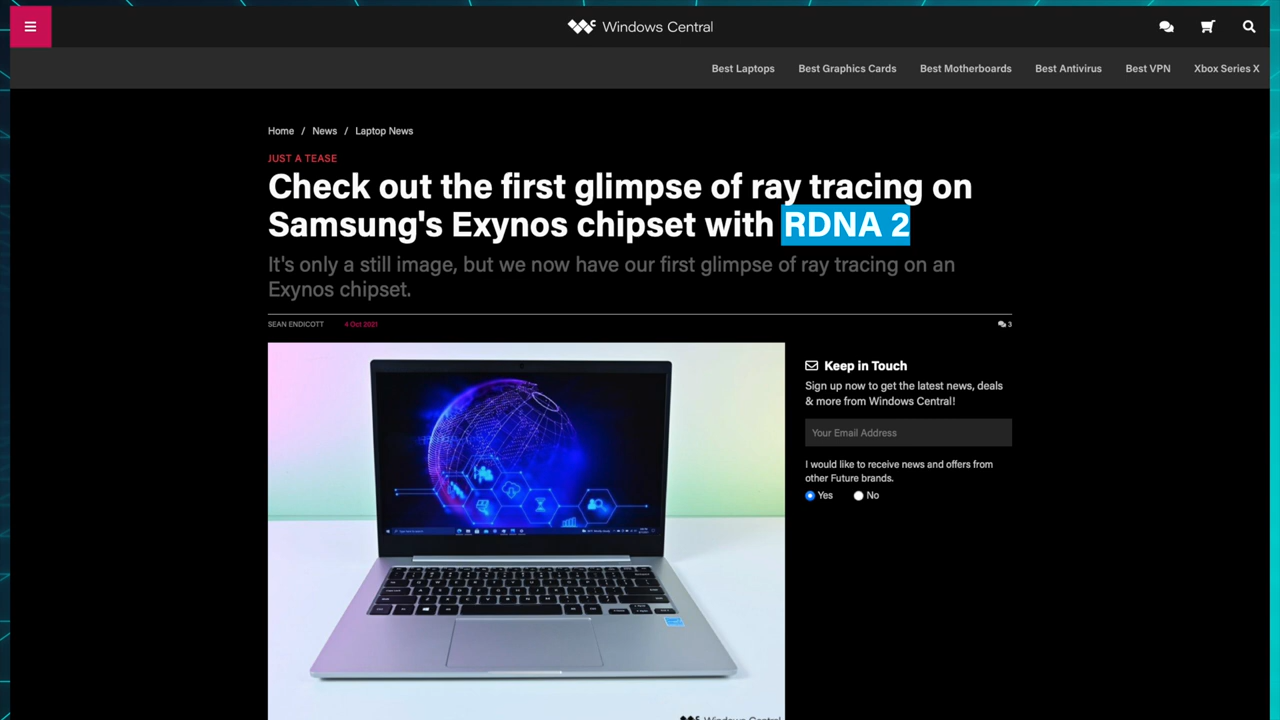 Windows Central
Best Laptops Best Graphics Cards Best Motherboards Best Antivirus Best VPN Xbox Series X
Home / News / Laptop News
JUST A TEASE
Check out the first glimpse of ray tracing on
Samsung's Exynos chipset with RDNA 2
It's only a still image, but we now have our first glimpse of ray tracing on an
Exynos chipset.
SEAN ENDICOTT 4 Oct 2021 3
Keep in Touch
Sign up now to get the latest news, deals
& more from Windows Central!
Your Email Address
I would like to receive news and offers from
other Future brands.
Yes No
Windows Central